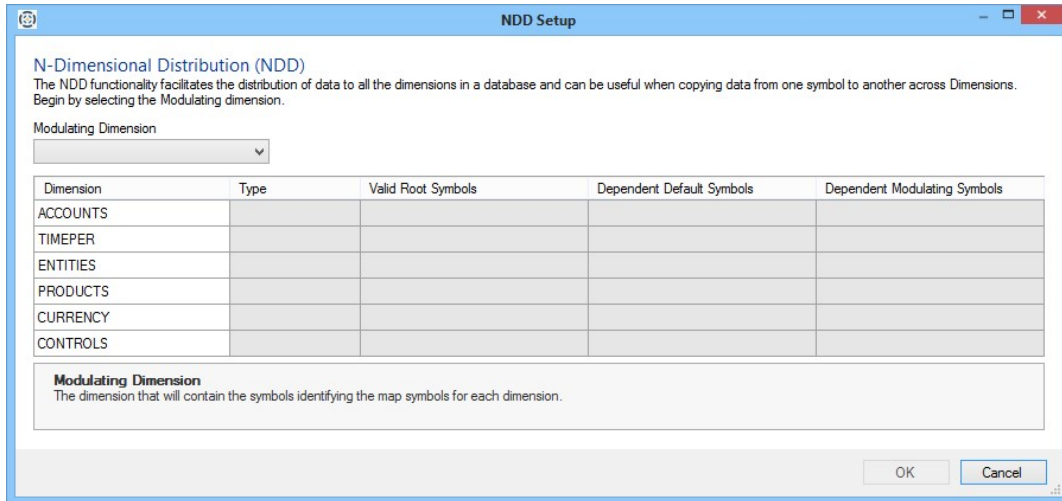 NDD Setup
N-Dimensional Distribution (NDD)
The NDD functionality facilitates the distribution of data to all the dimensions in a database and can be useful when copying data from one symbol to another across Dimensions.
Begin by selecting the Modulating dimension.
Modulating Dimension
Dimension Type Valid Root Symbols Dependent Default Symbols Dependent Modulating Symbols
ACCOUNTS
TIMEPER
ENTITIES
PRODUCTS
CURRENCY
CONTROLS
Modulating Dimension
The dimension that will contain the symbols identifying the map symbols for each dimension.
OK Cancel